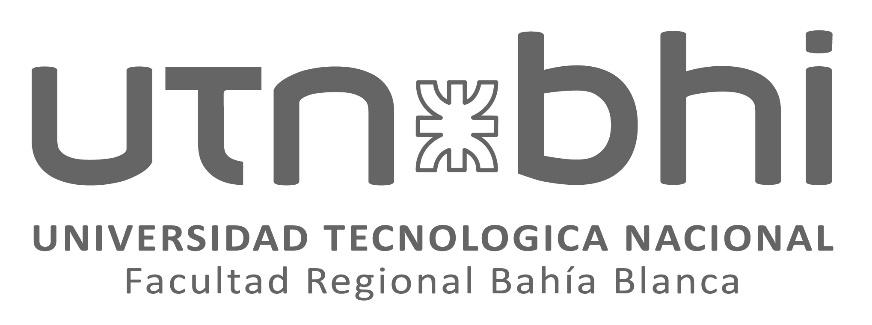 utn bhi
UNIVERSIDAD TECNOLOGICA NACIONAL
Facultad Regional Bahía Blanca